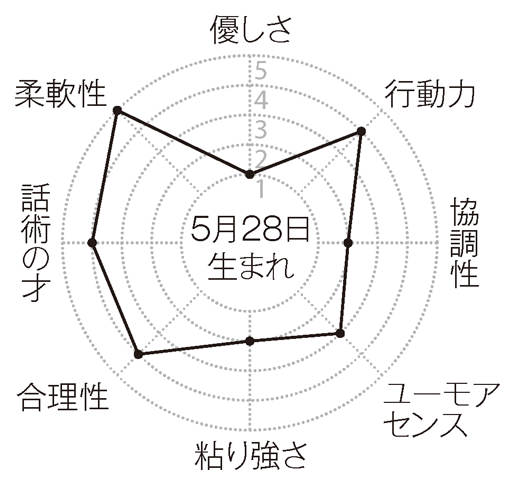 優しさ
行動力
協調性
ユーモア
センス
粘り強さ
合理性
話術の才
柔軟性
5
4
3
2
1
5月28日
生まれ